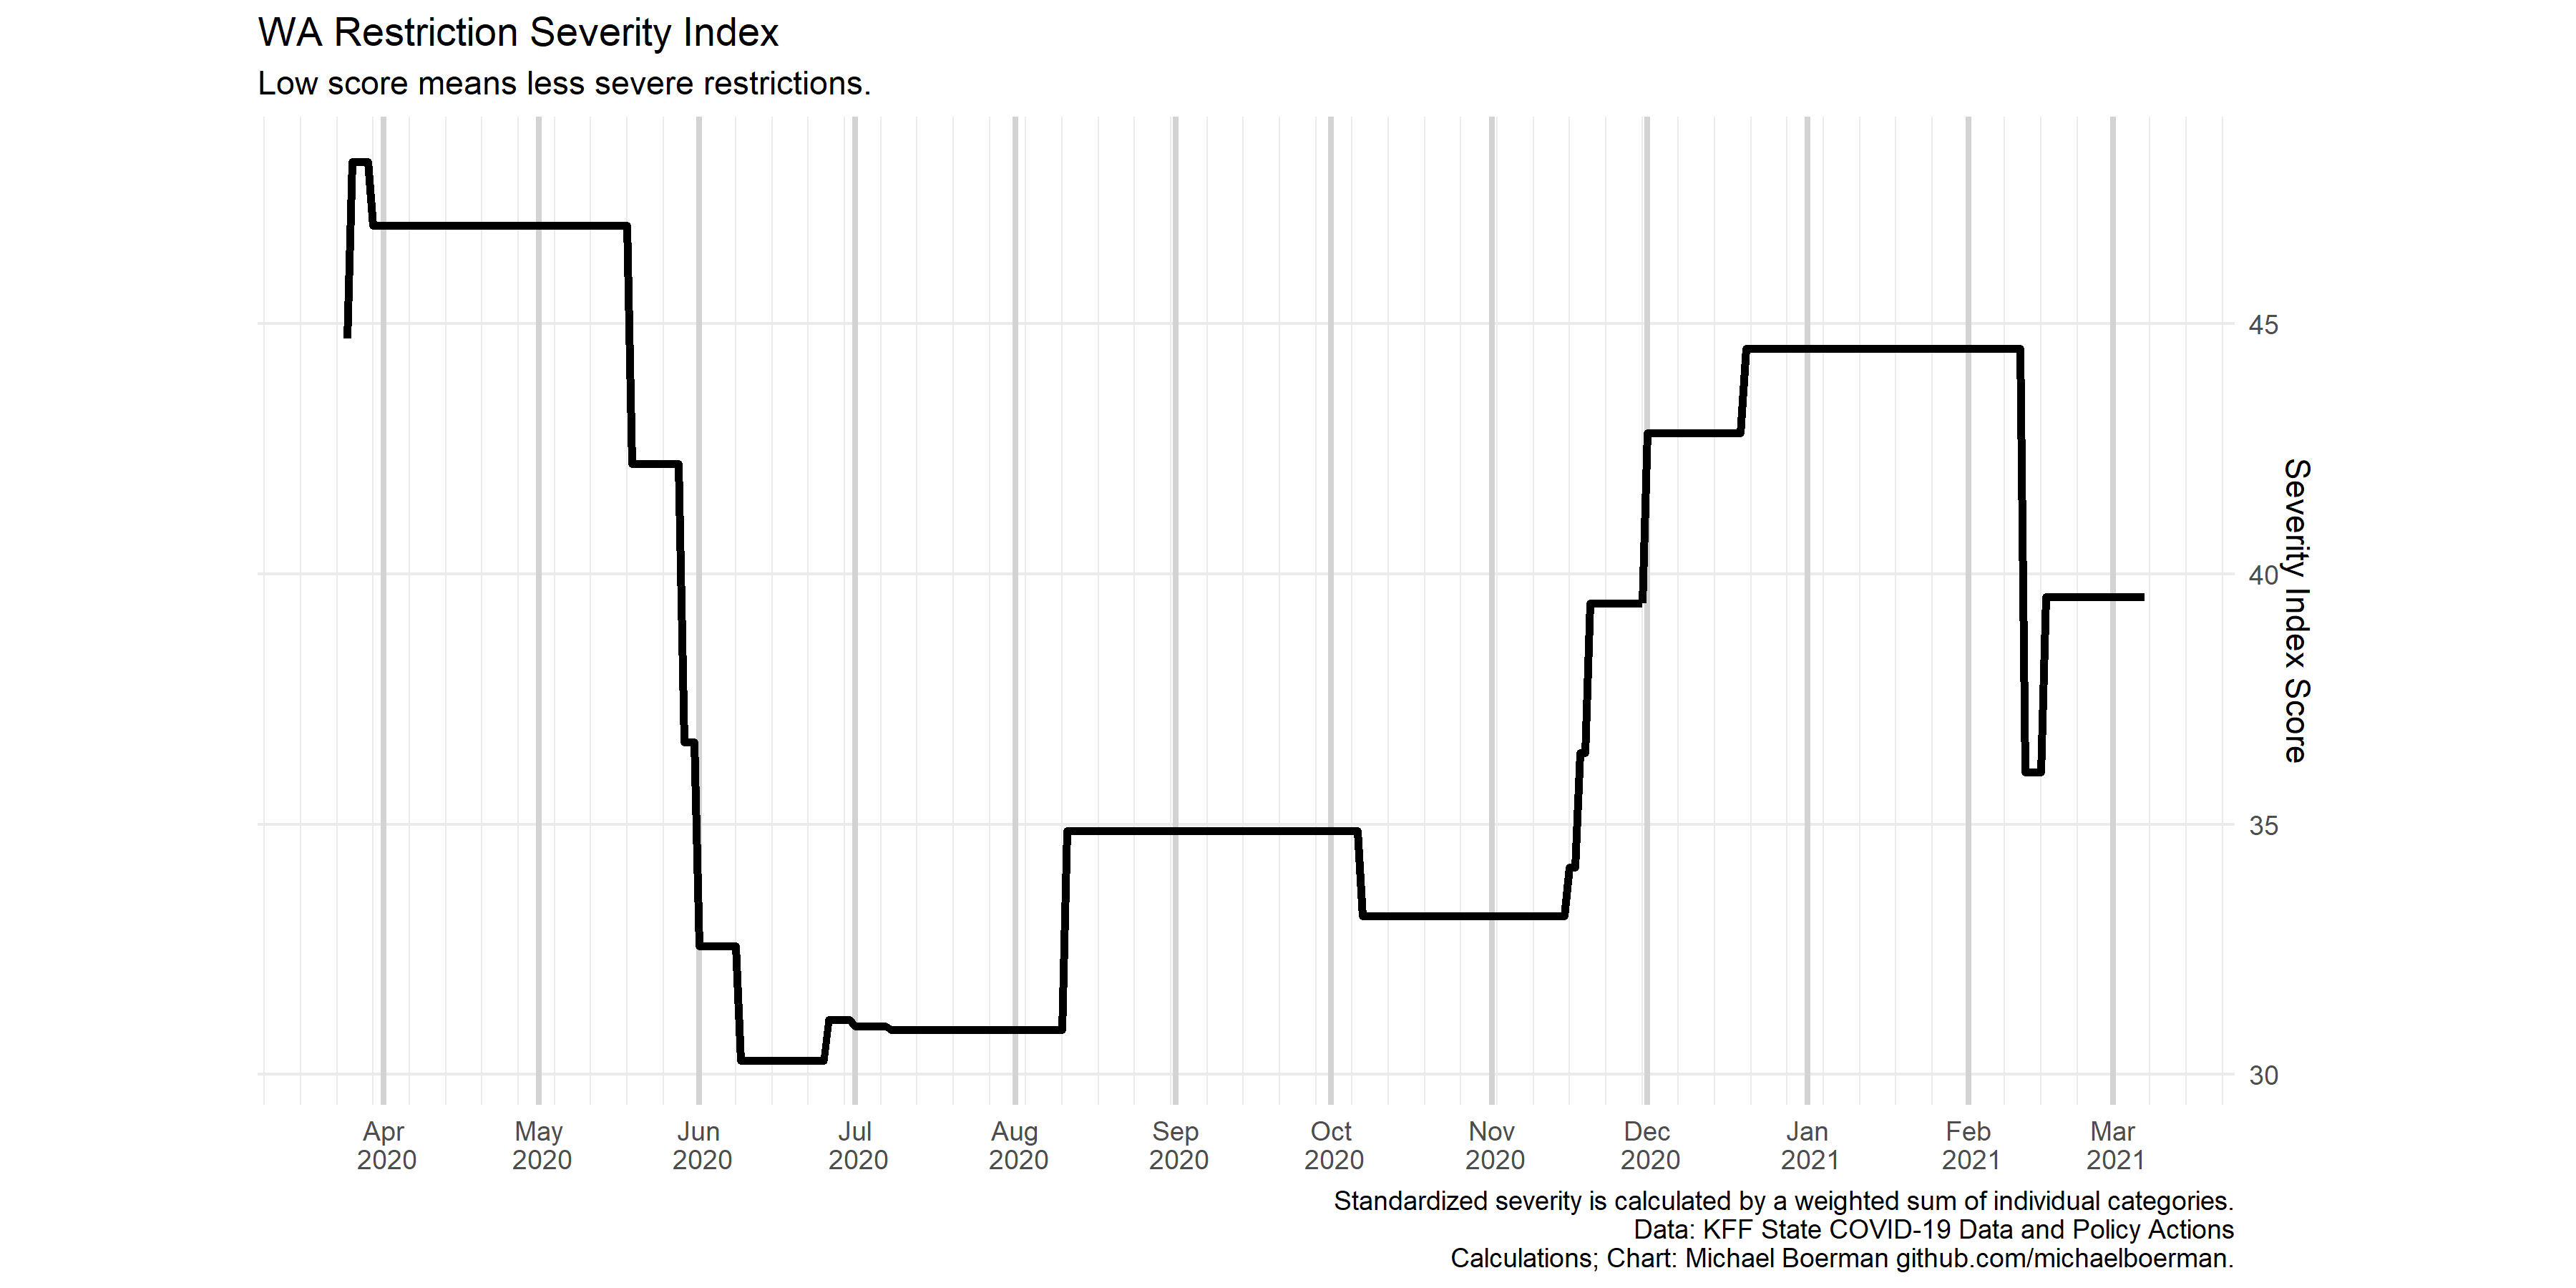 WA Restriction Severity Index
Low score means less severe restrictions.
45
40
35
30
Severity Index Score
Apr May Jun Jul Aug Sep Oct Nov Dec Jan Feb Mar
2020 2020 2020 2020 2020 2020 2020 2020 2020 2021 2021 2021
Standardized severity is calculated by a weighted sum of individual categories.
Data: KFF State COVID-19 Data and Policy Actions
Calculations; Chart: Michael Boerman github.com/michaelboerman.